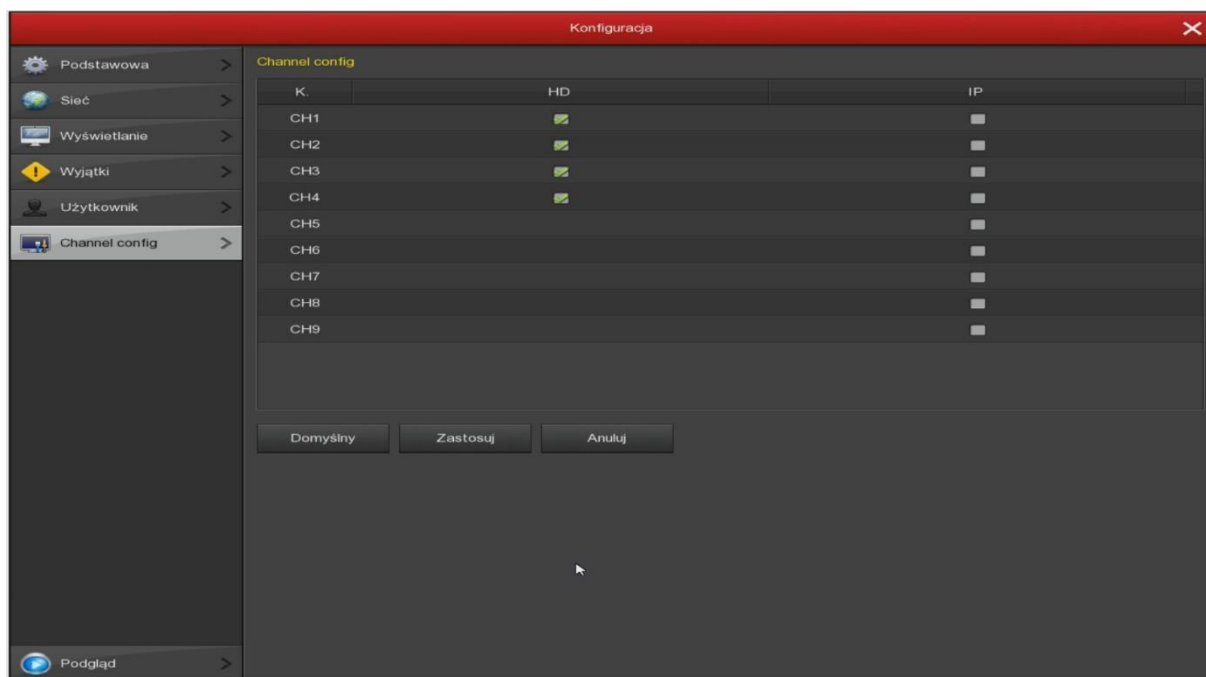 Konfiguracja
Podstawowa
Sieć
Wyświetlanie
Wyjątki
Użytkownik
Channel config
Podgląd
Channel config
K. HD IP
CH1
CH2
CH3
CH4
CH5
CH6
CH7
CH8
CH9
Domyślny Zastosuj Anuluj